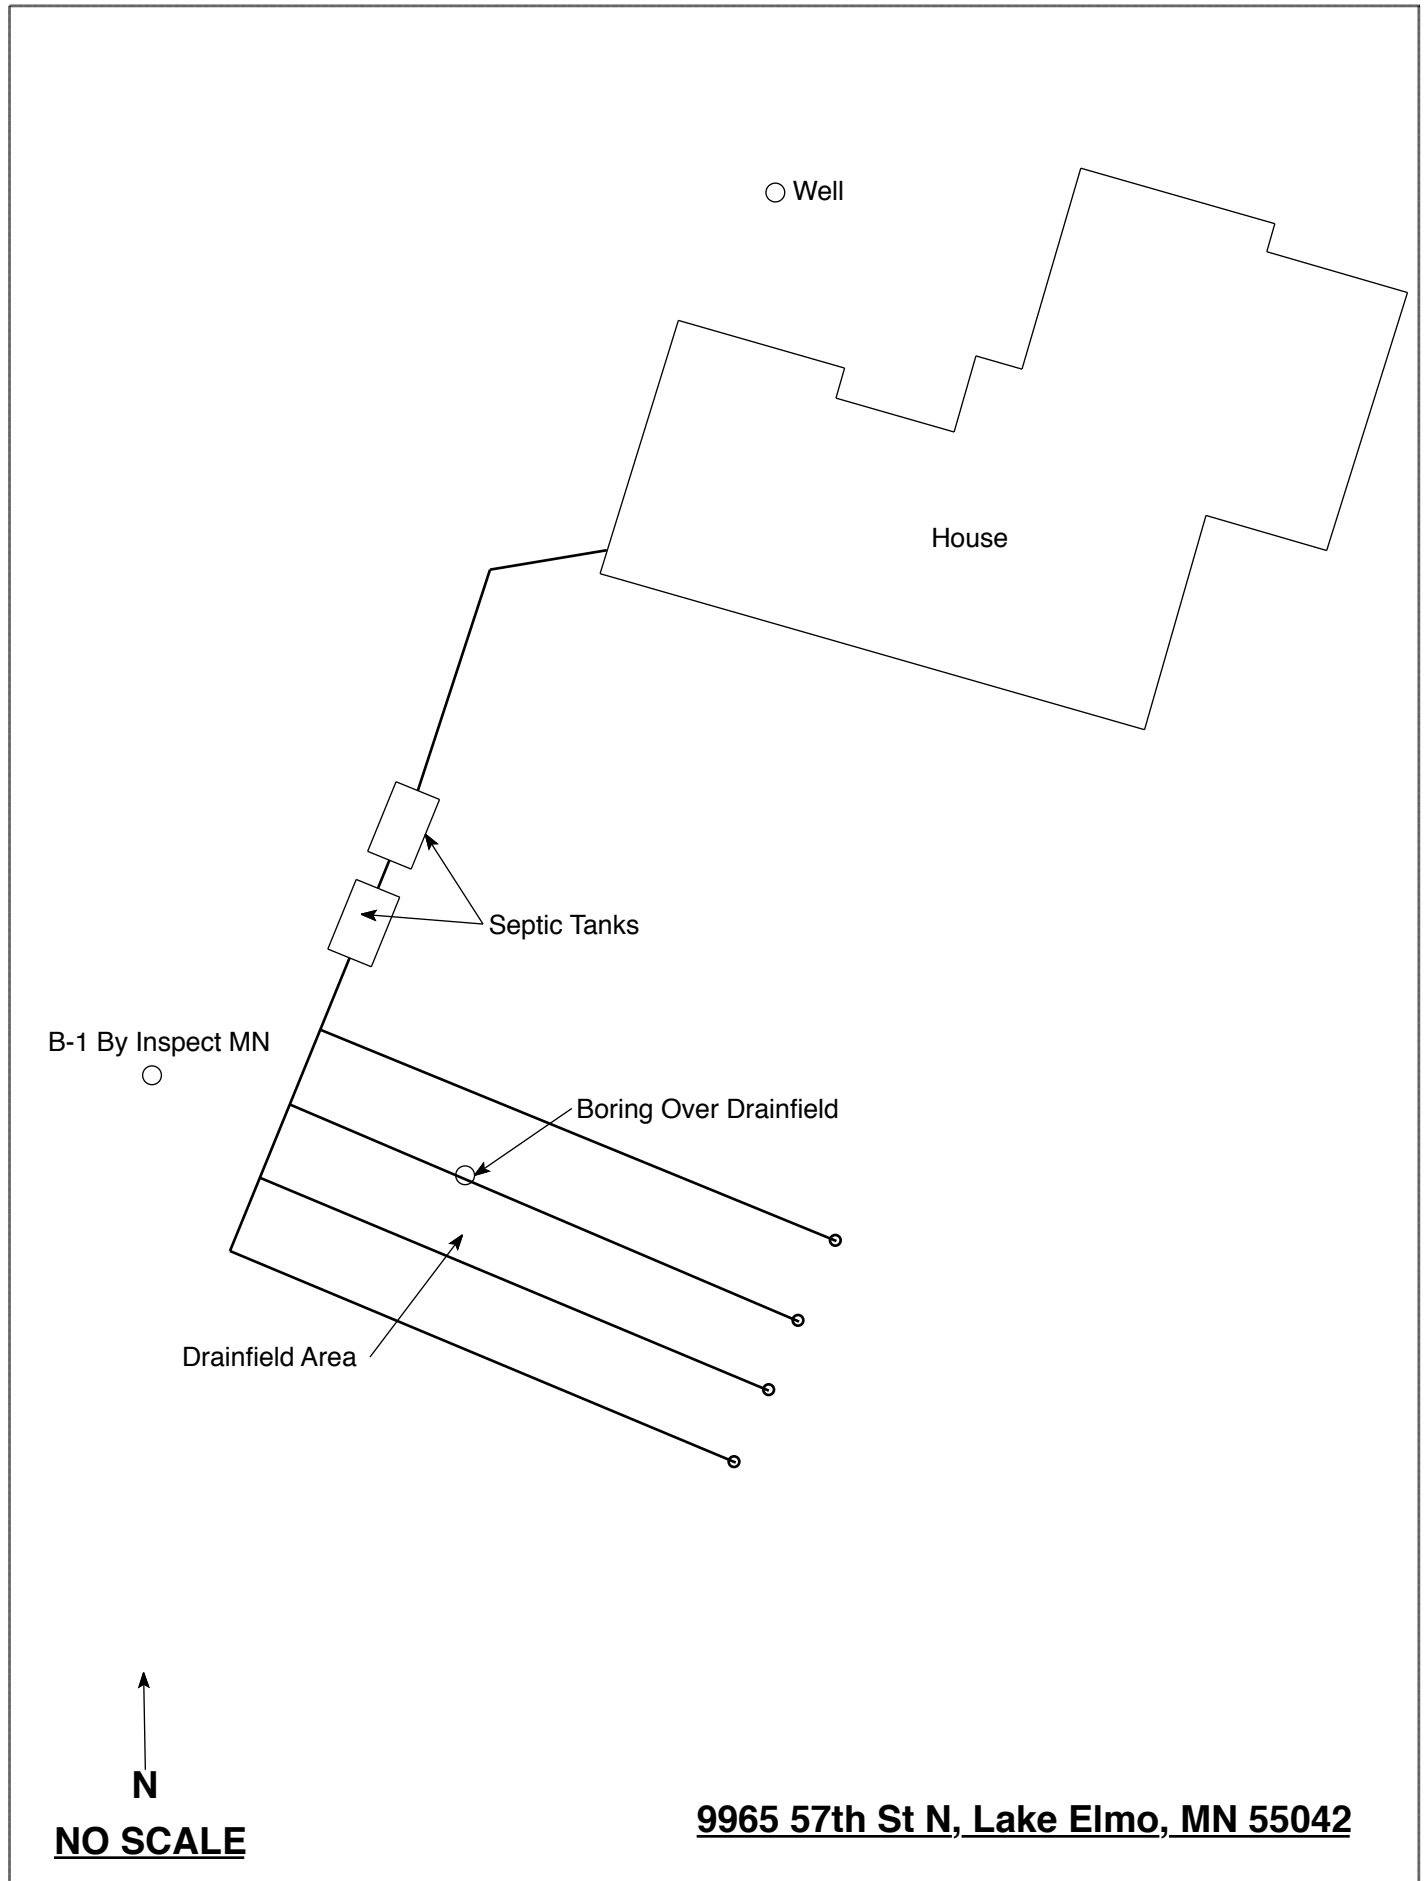 Well
House
Septic Tanks
B-1 By Inspect MN
Boring Over Drainfield
Drainfield Area
N
NO SCALE
9965 57th St N, Lake Elmo, MN 55042